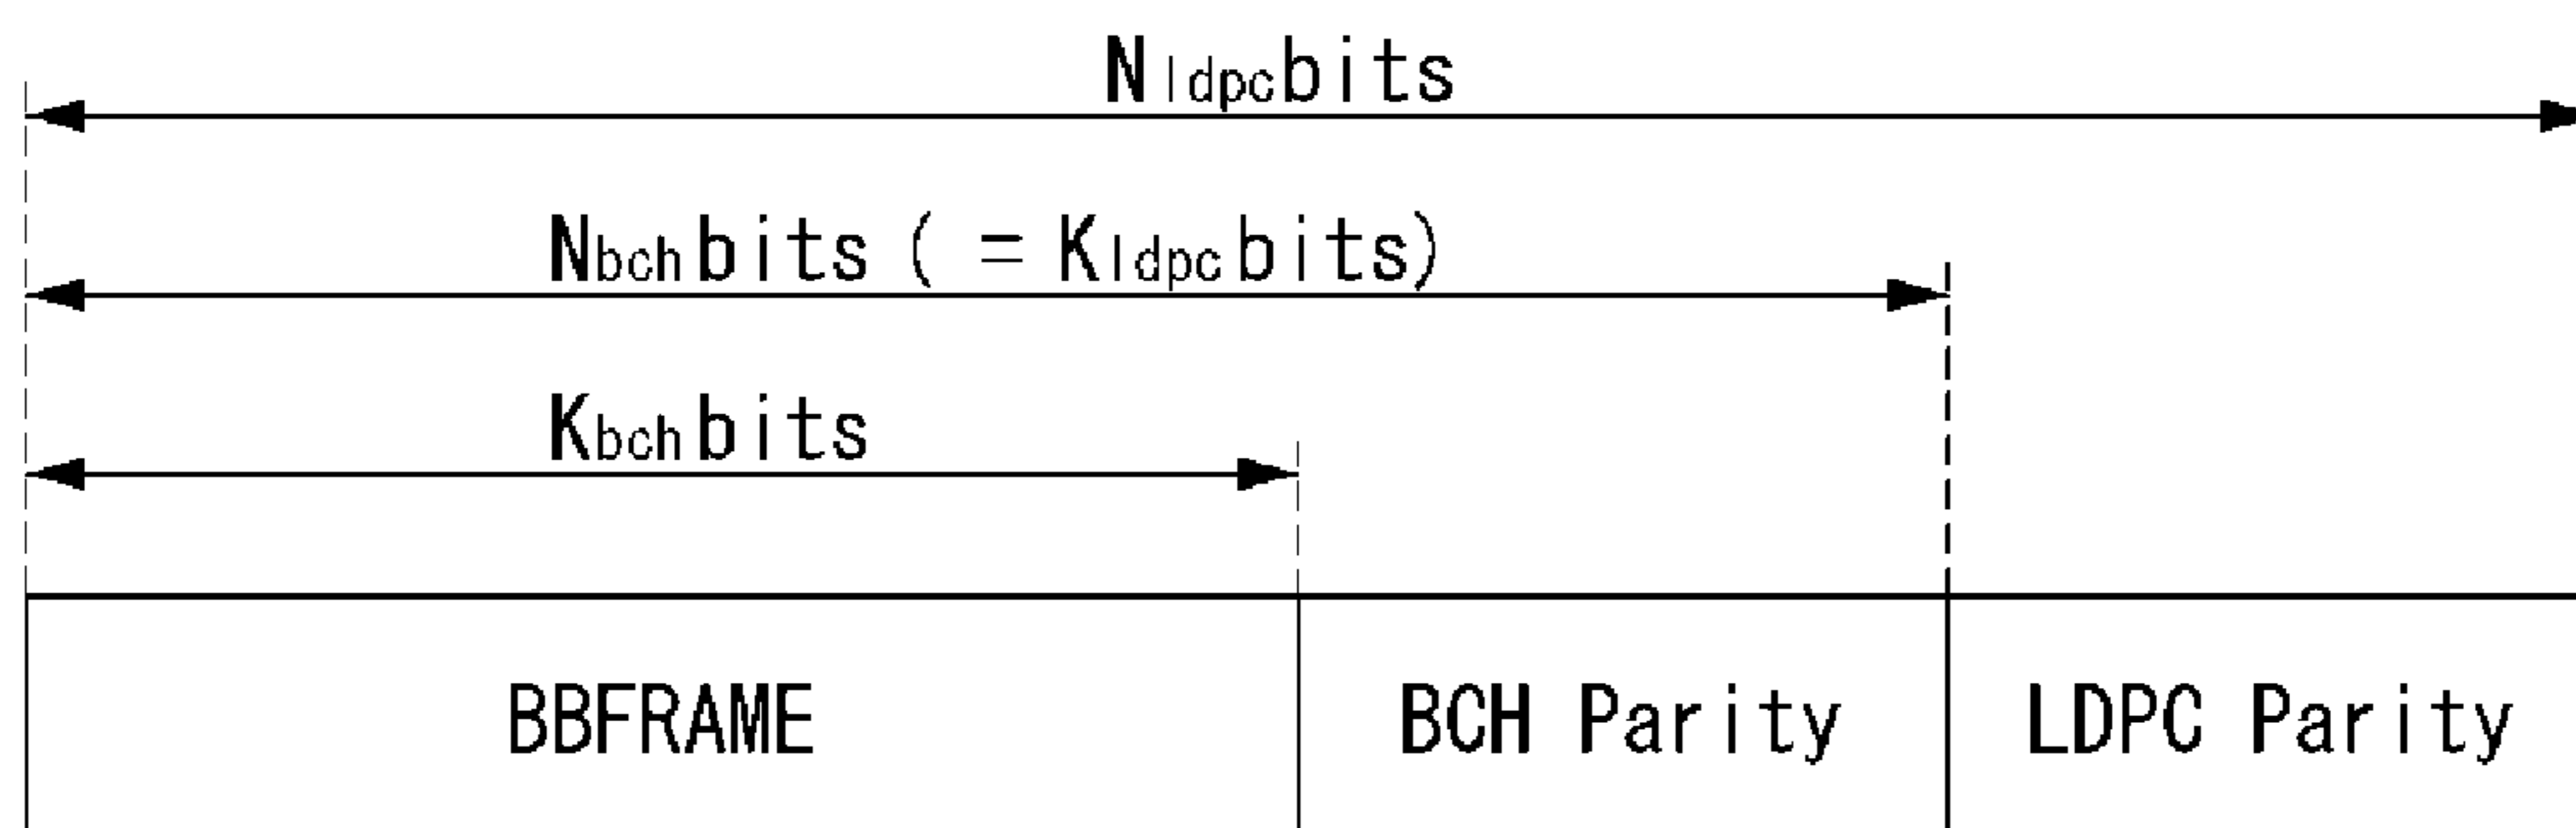 Nldpcbits
Nbchbits ( = Kldpcbits)
Kbchbits
BBFRAME BCH Parity LDPC Parity